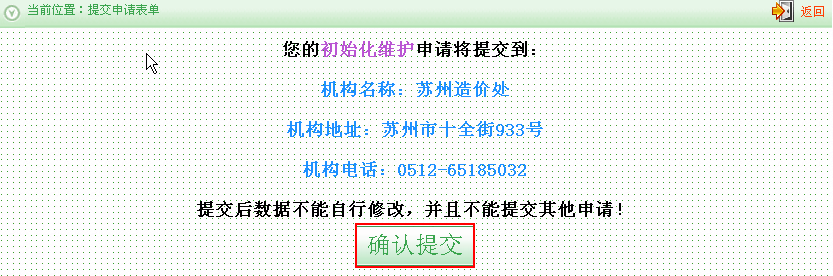 当前位置：提交申请表单
返回
您的初始化维护申请将提交到：
机构名称：苏州造价处
机构地址：苏州市十全街933号
机构电话：0512-65185032
提交后数据不能自行修改，并且不能提交其他申请！
确认提交